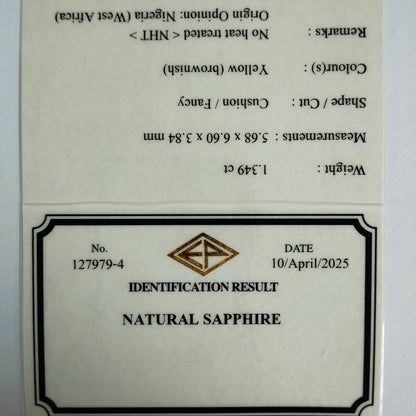 Weight : 1.349 ct
Measurements : 5.68 x 6.60 x 3.84 mm
Shape / Cut : Cushion / Fancy
Colour(s) : Yellow (brownish)
Remarks : No heat treated < NHT >
Origin Opinion: Nigeria (West Africa)
No. DATE
127979-4 10/April/2025
IDENTIFICATION RESULT
NATURAL SAPPHIRE